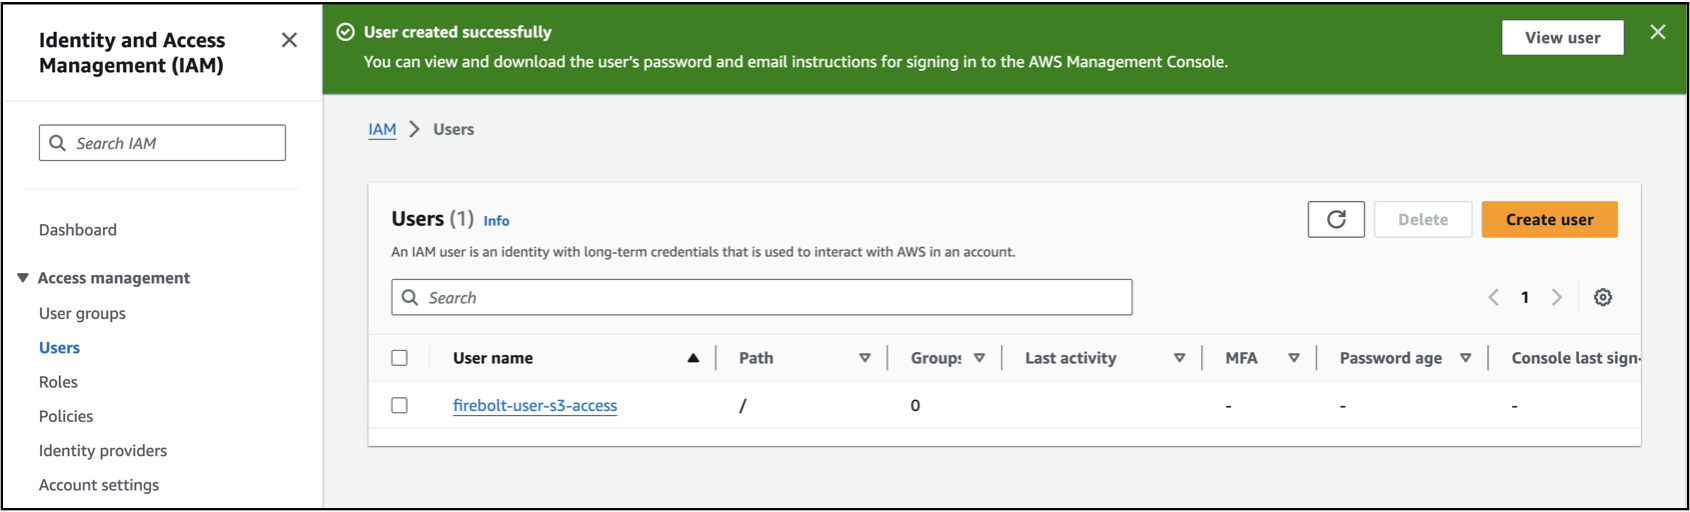 Identity and Access
Management (IAM)
Search IAM
Dashboard
Access management
User groups
Users
Roles
Policies
Identity providers
Account settings
User created successfully
You can view and download the user's password and email instructions for signing in to the AWS Management Console.
View user
IAM > Users
Users (1) Info
Delete
Create user
An IAM user is an identity with long-term credentials that is used to interact with AWS in an account.
Search
1
User name Path Groups Last activity MFA Password age Console last sign-
firebolt-user-s3-access / 0 - - -